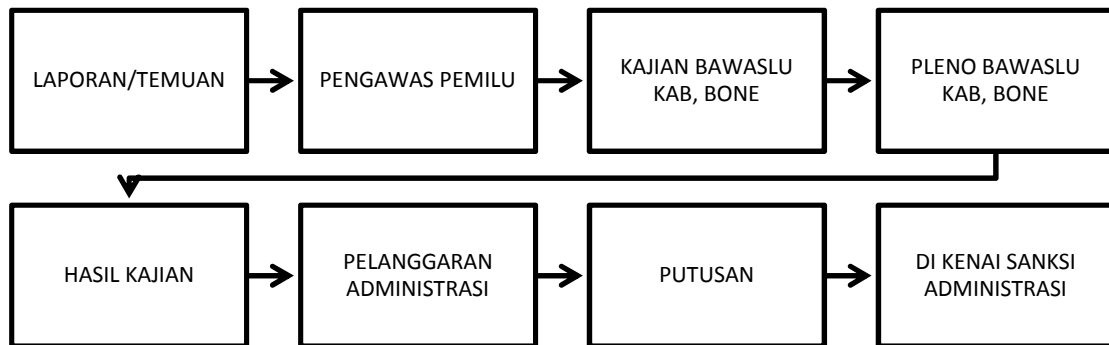 LAPORAN/TEMUAN
PENGAWAS PEMILU
KAJIAN BAWASLU
KAB, BONE
PLENO BAWASLU
KAB, BONE
HASIL KAJIAN
PELANGGARAN
ADMINISTRASI
PUTUSAN
DI KENAI SANKSI
ADMINISTRASI